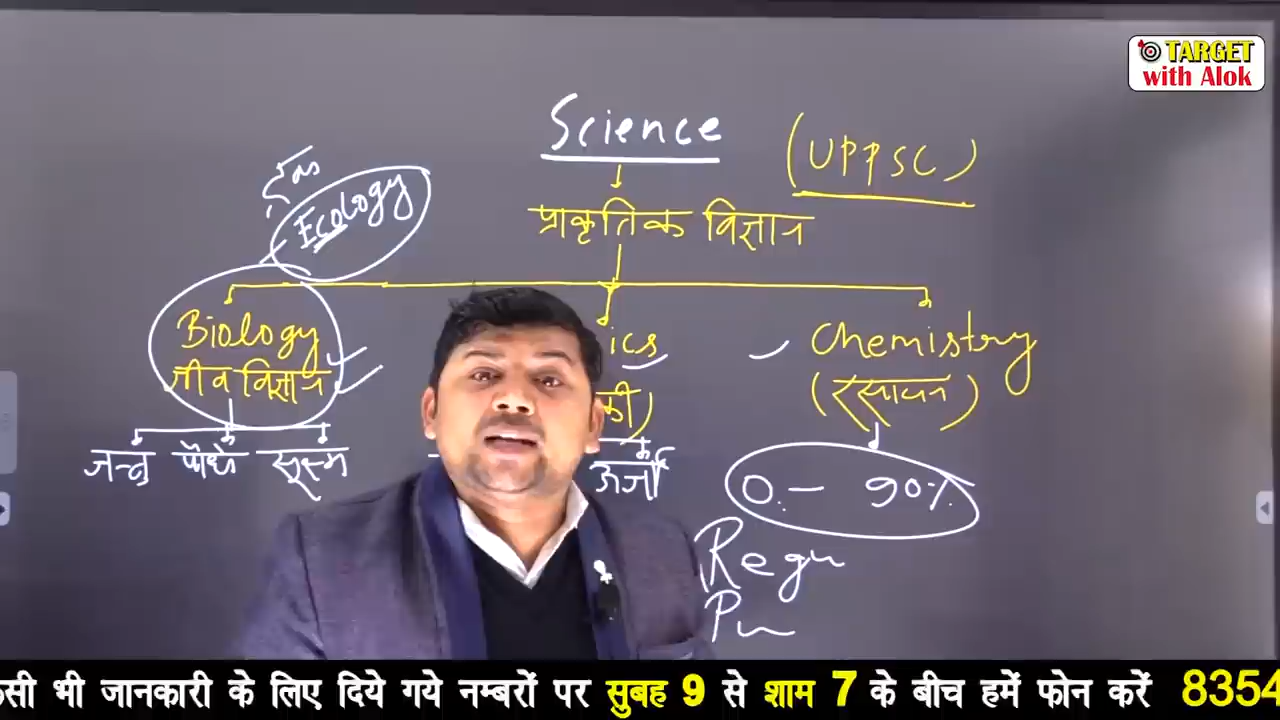 TARGET
with Alok
Science
(UPPSC)
Ecology
प्राकृतिक विज्ञान
Biology
जीव विज्ञान
ics
की)
Chemistry
(रसायन)
जन्तु पौधे सूक्ष्म
ऊर्जा
0 - 90%
Regu
सी भी जानकारी के लिए दिये गये नम्बरों पर सुबह 9 से शाम 7 के बीच हमें फोन करें 8354